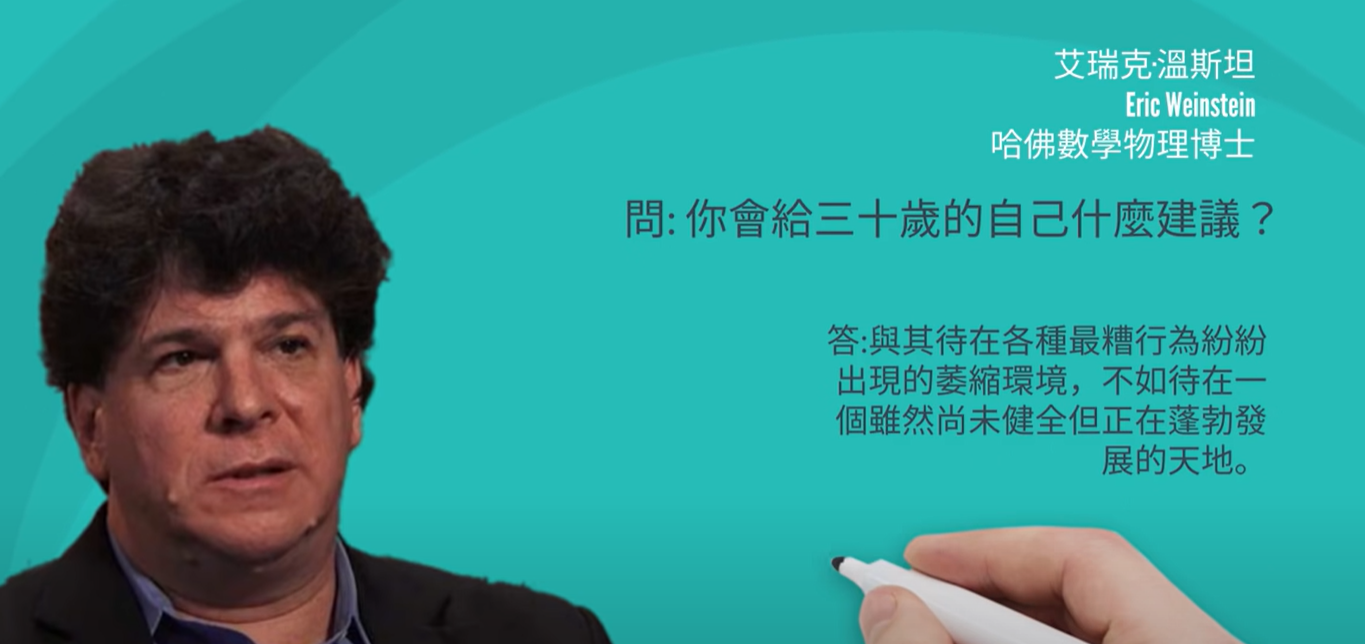 艾瑞克·溫斯坦
Eric Weinstein
哈佛數學物理博士
問: 你會給三十歲的自己什麼建議？
答:與其待在各種最糟行為紛紛
出現的萎縮環境，不如待在一
個雖然尚未健全但正在蓬勃發
展的天地。